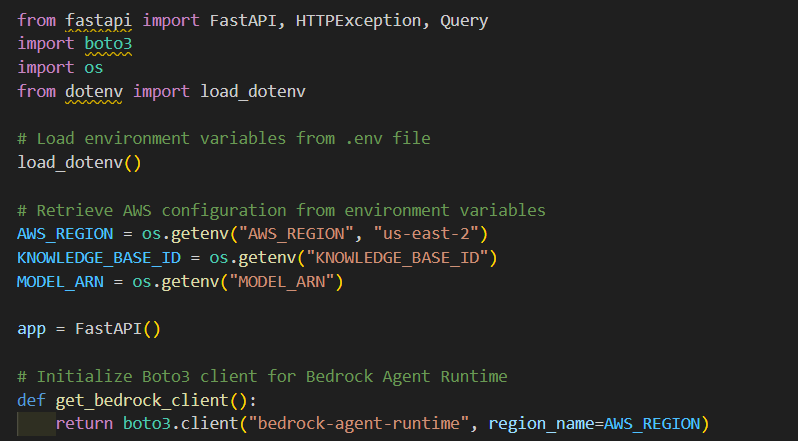 from fastapi import FastAPI, HTTPException, Query
import boto3
import os
from dotenv import load_dotenv

# Load environment variables from .env file
load_dotenv()

# Retrieve AWS configuration from environment variables
AWS_REGION = os.getenv("AWS_REGION", "us-east-2")
KNOWLEDGE_BASE_ID = os.getenv("KNOWLEDGE_BASE_ID")
MODEL_ARN = os.getenv("MODEL_ARN")

app = FastAPI()

# Initialize Boto3 client for Bedrock Agent Runtime
def get_bedrock_client():
    return boto3.client("bedrock-agent-runtime", region_name=AWS_REGION)